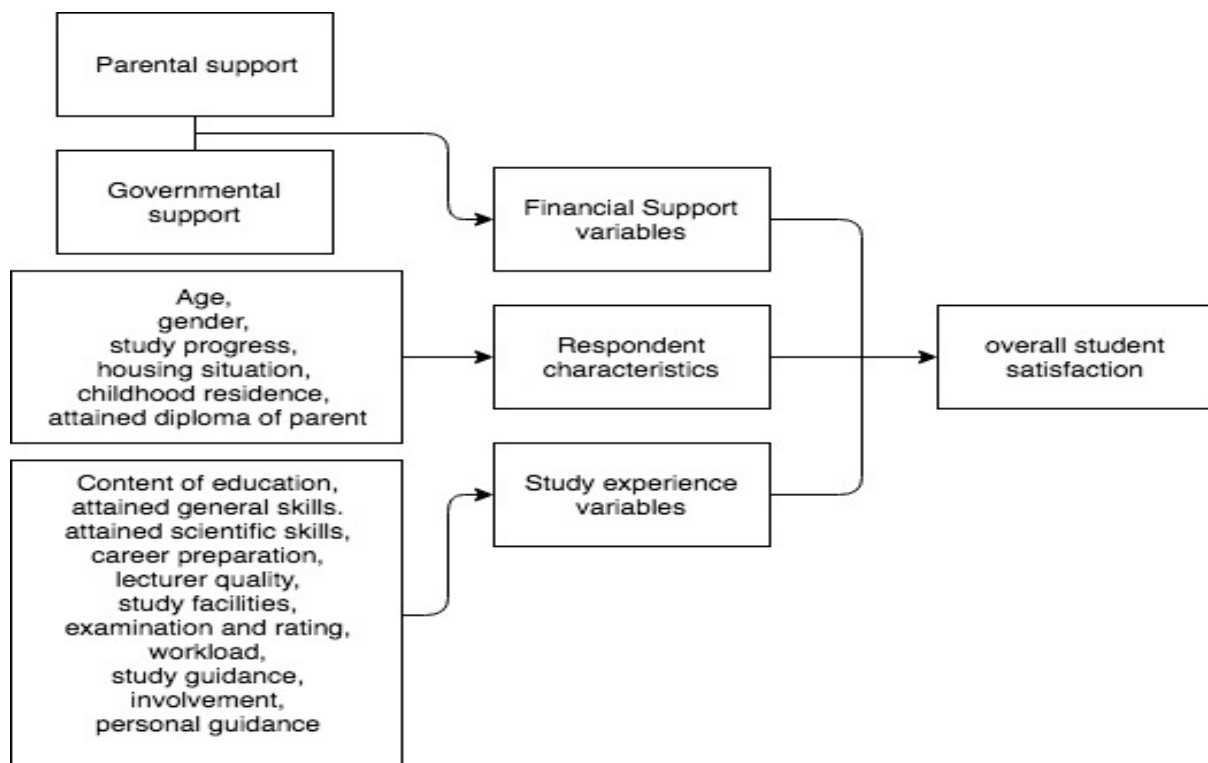 Parental support
Governmental
support
Financial Support
variables
Age,
gender,
study progress,
housing situation,
childhood residence,
attained diploma of parent
Respondent
characteristics
overall student
satisfaction
Content of education,
attained general skills.
attained scientific skills,
career preparation,
lecturer quality,
study facilities,
examination and rating,
workload,
study guidance,
involvement,
personal guidance
Study experience
variables